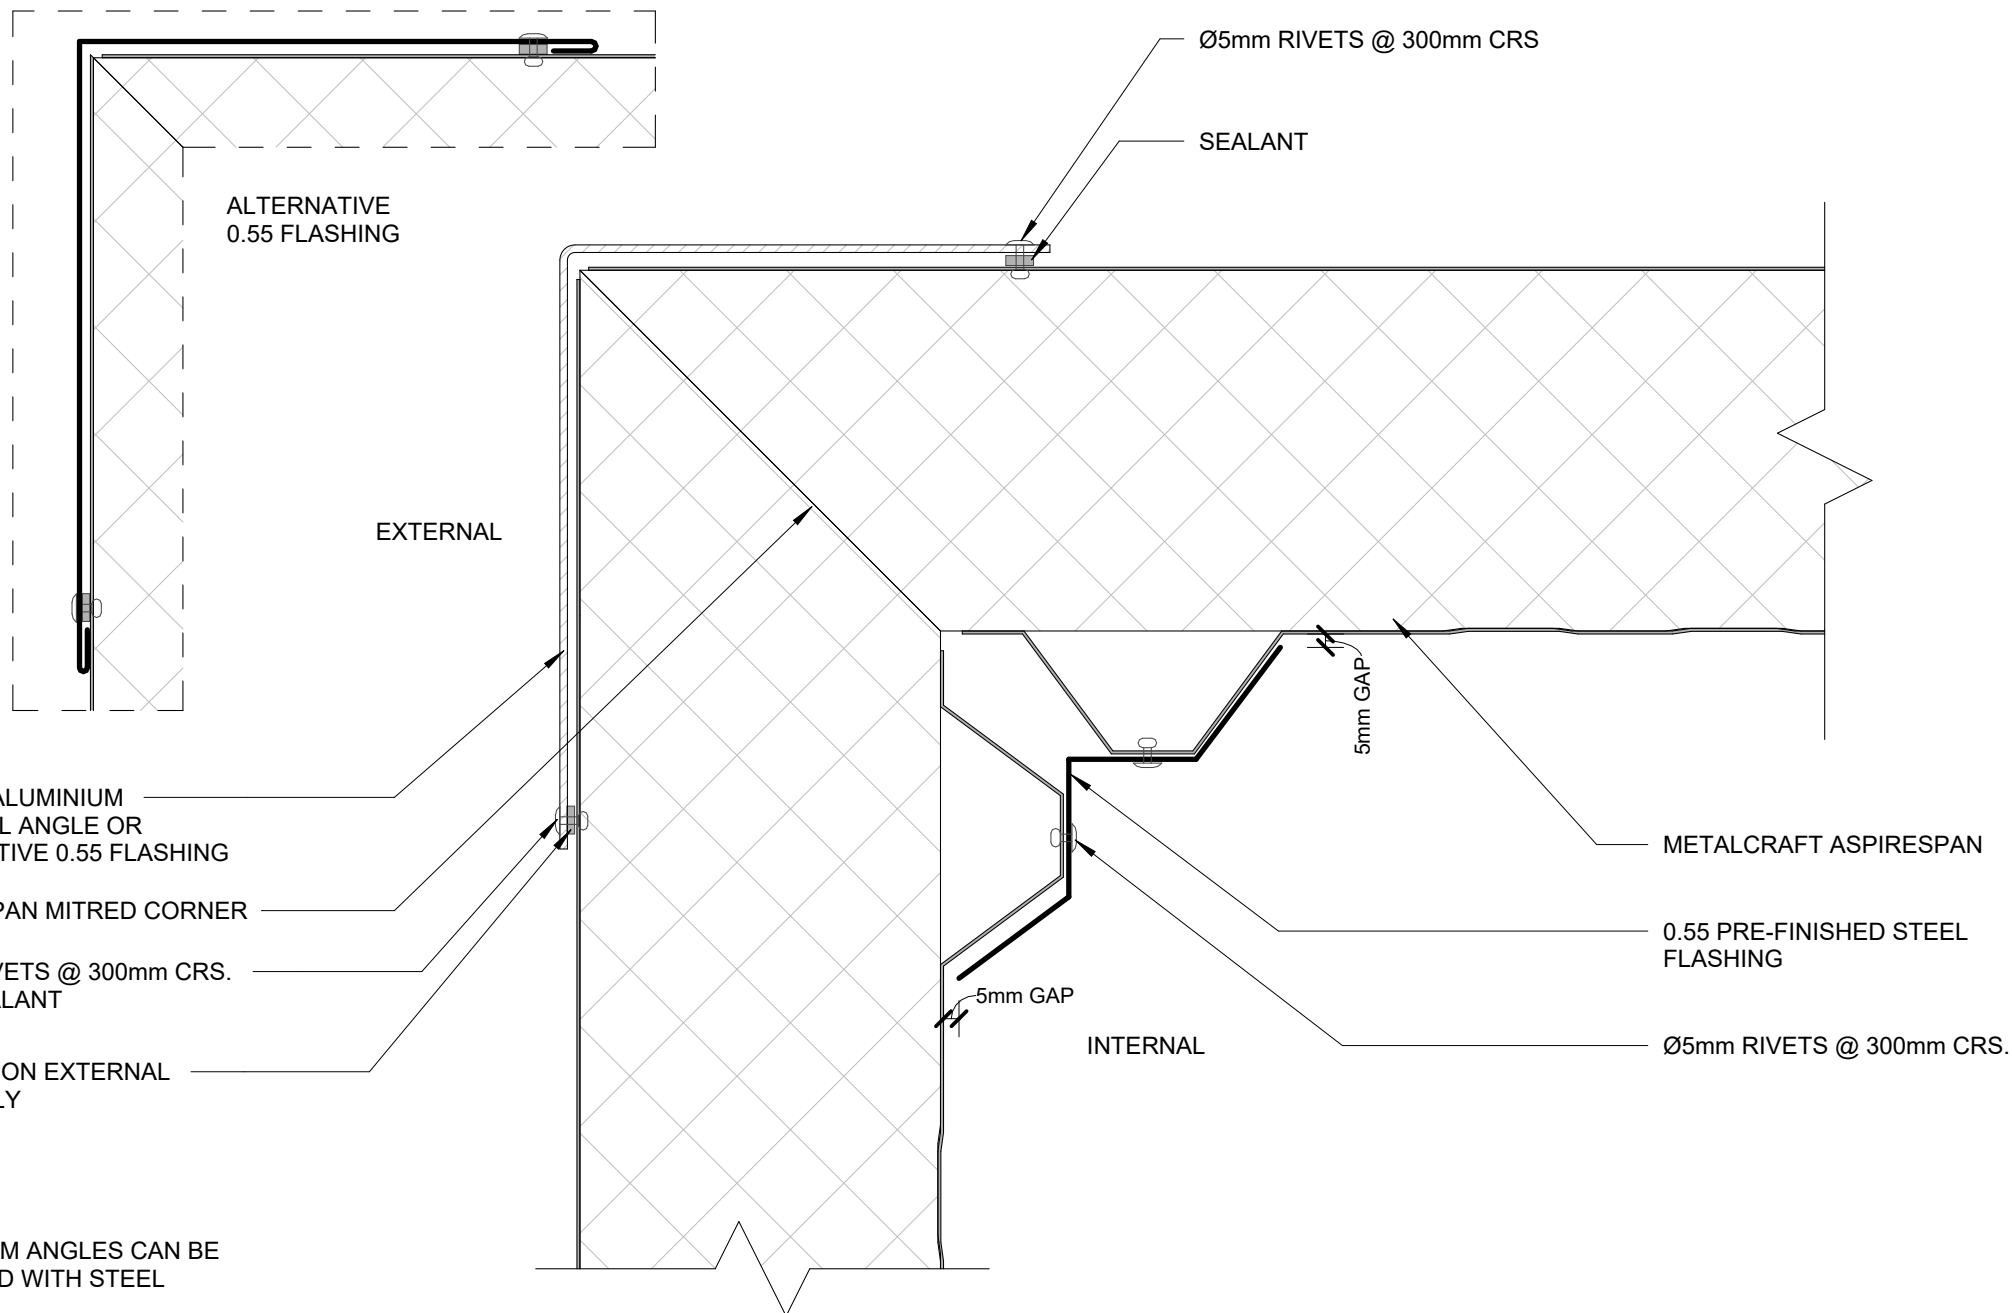 Ø5mm RIVETS @ 300mm CRS
SEALANT
ALTERNATIVE
0.55 FLASHING
EXTERNAL
5mm GAP
ALUMINIUM
L ANGLE OR
TIVE 0.55 FLASHING
PAN MITRED CORNER
VETS @ 300mm CRS.
LANT
ON EXTERNAL
LY
M ANGLES CAN BE
D WITH STEEL
METALCRAFT ASPIRESPAN
0.55 PRE-FINISHED STEEL
FLASHING
5mm GAP
INTERNAL
Ø5mm RIVETS @ 300mm CRS.